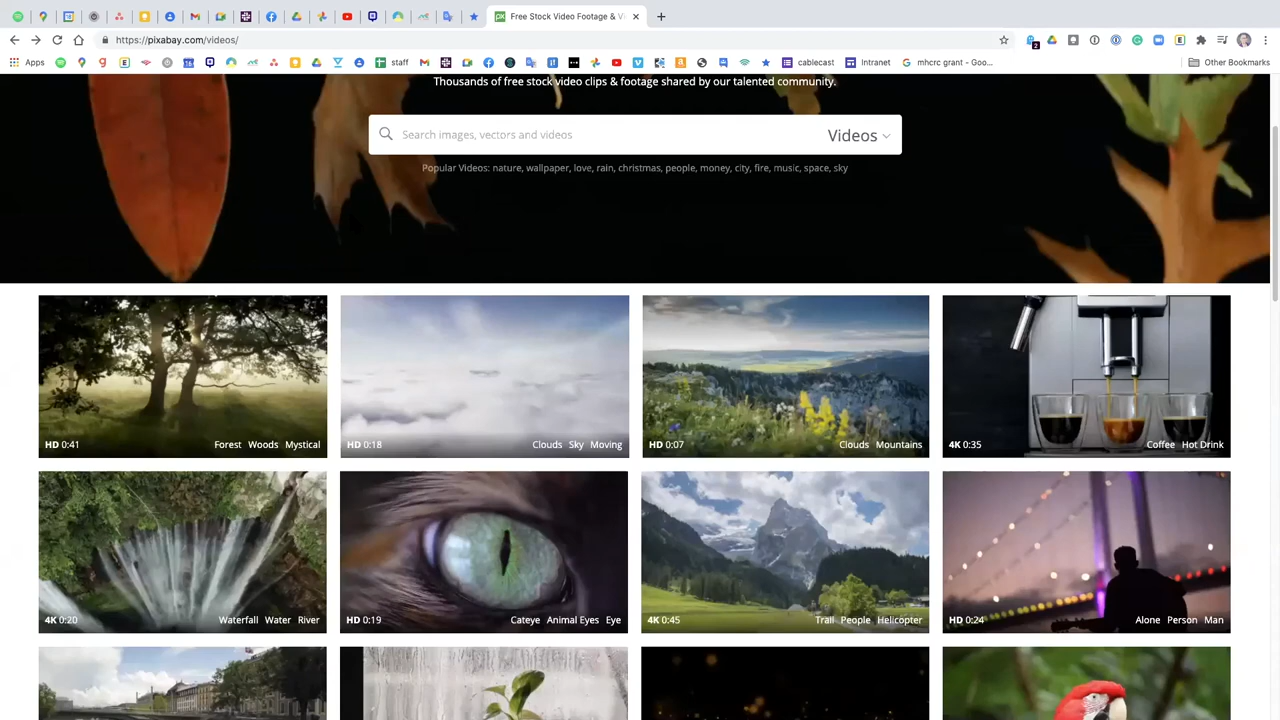 Free Stock Video Footage & Vi
https://pixabay.com/videos/
2
Apps
staff
cablecast
Intranet
mhcrc grant - Goo...
Other Bookmarks
Thousands of free stock video clips & footage shared by our talented community.
Search images, vectors and videos
Videos
Popular Videos: nature, wallpaper, love, rain, christmas, people, money, city, fire, music, space, sky
HD 0:41 Forest Woods Mystical
HD 0:18 Clouds Sky Moving
HD 0:07 Clouds Mountains
4K 0:35 Coffee Hot Drink
4K 0:20 Waterfall Water River
HD 0:19 Cateye Animal Eyes Eye
4K 0:45 Trail People Helicopter
HD 0:24 Alone Person Man